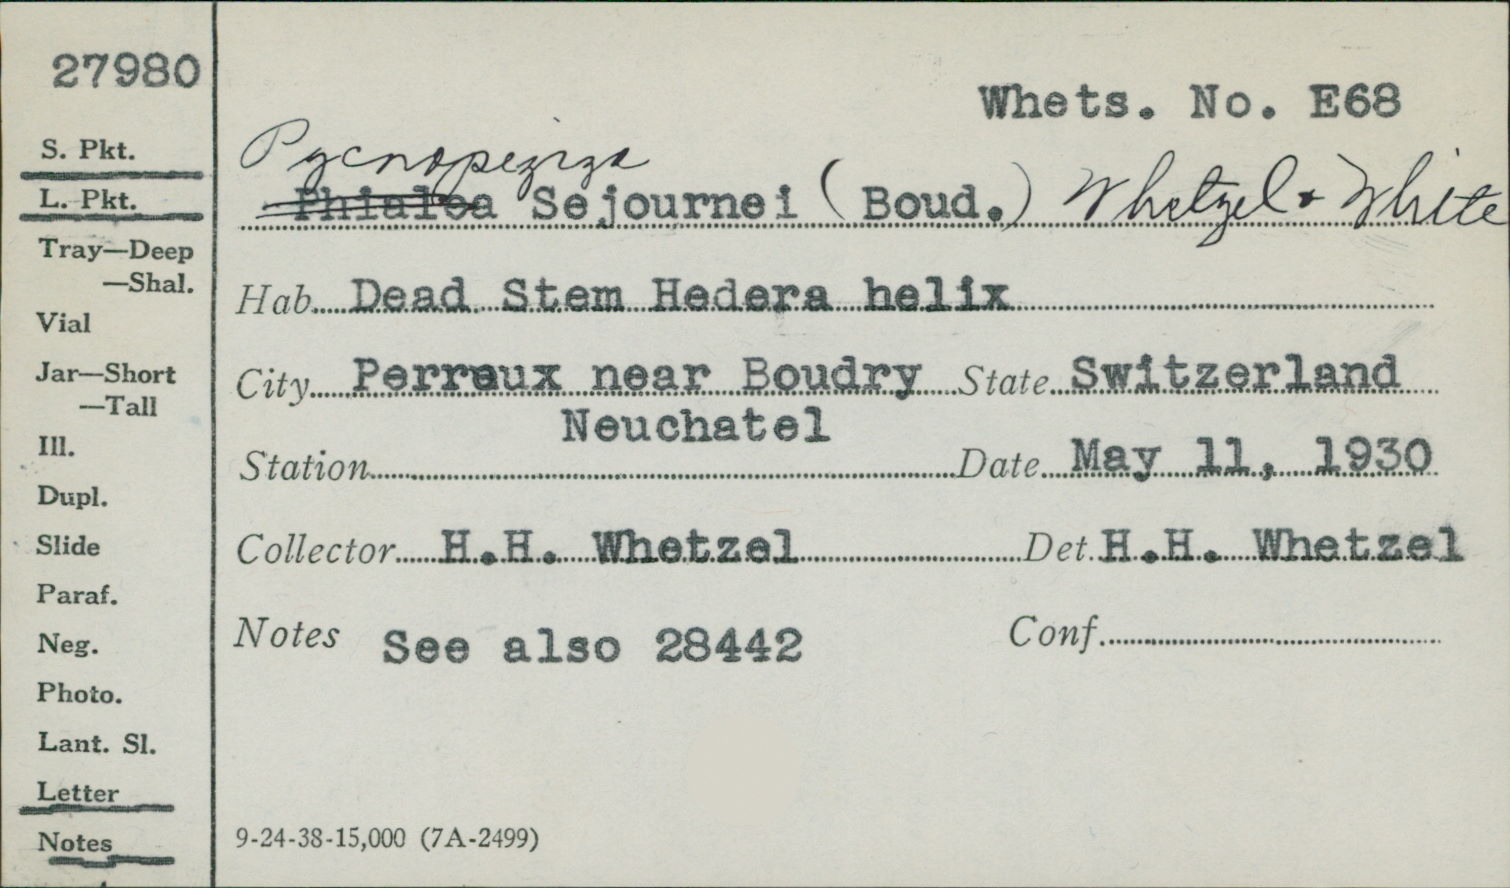 27980
S. Pkt.
L. Pkt.
Tray—Deep
—Shal.
Vial
Jar—Short
—Tall
Ill.
Dupl.
Slide
Paraf.
Neg.
Photo.
Lant. Sl.
Letter
Notes
Whets. No. E68
Pycnopeziza
Phialea Sejournei (Boud.) Whetzel & White
Hab. Dead Stem Hedera helix
City Perreux near Boudry State Switzerland
Neuchatel
Station Date May 11, 1930
Collector H.H. Whetzel Det. H.H. Whetzel
Notes See also 28442 Conf.
9-24-38-15,000 (7A-2499)